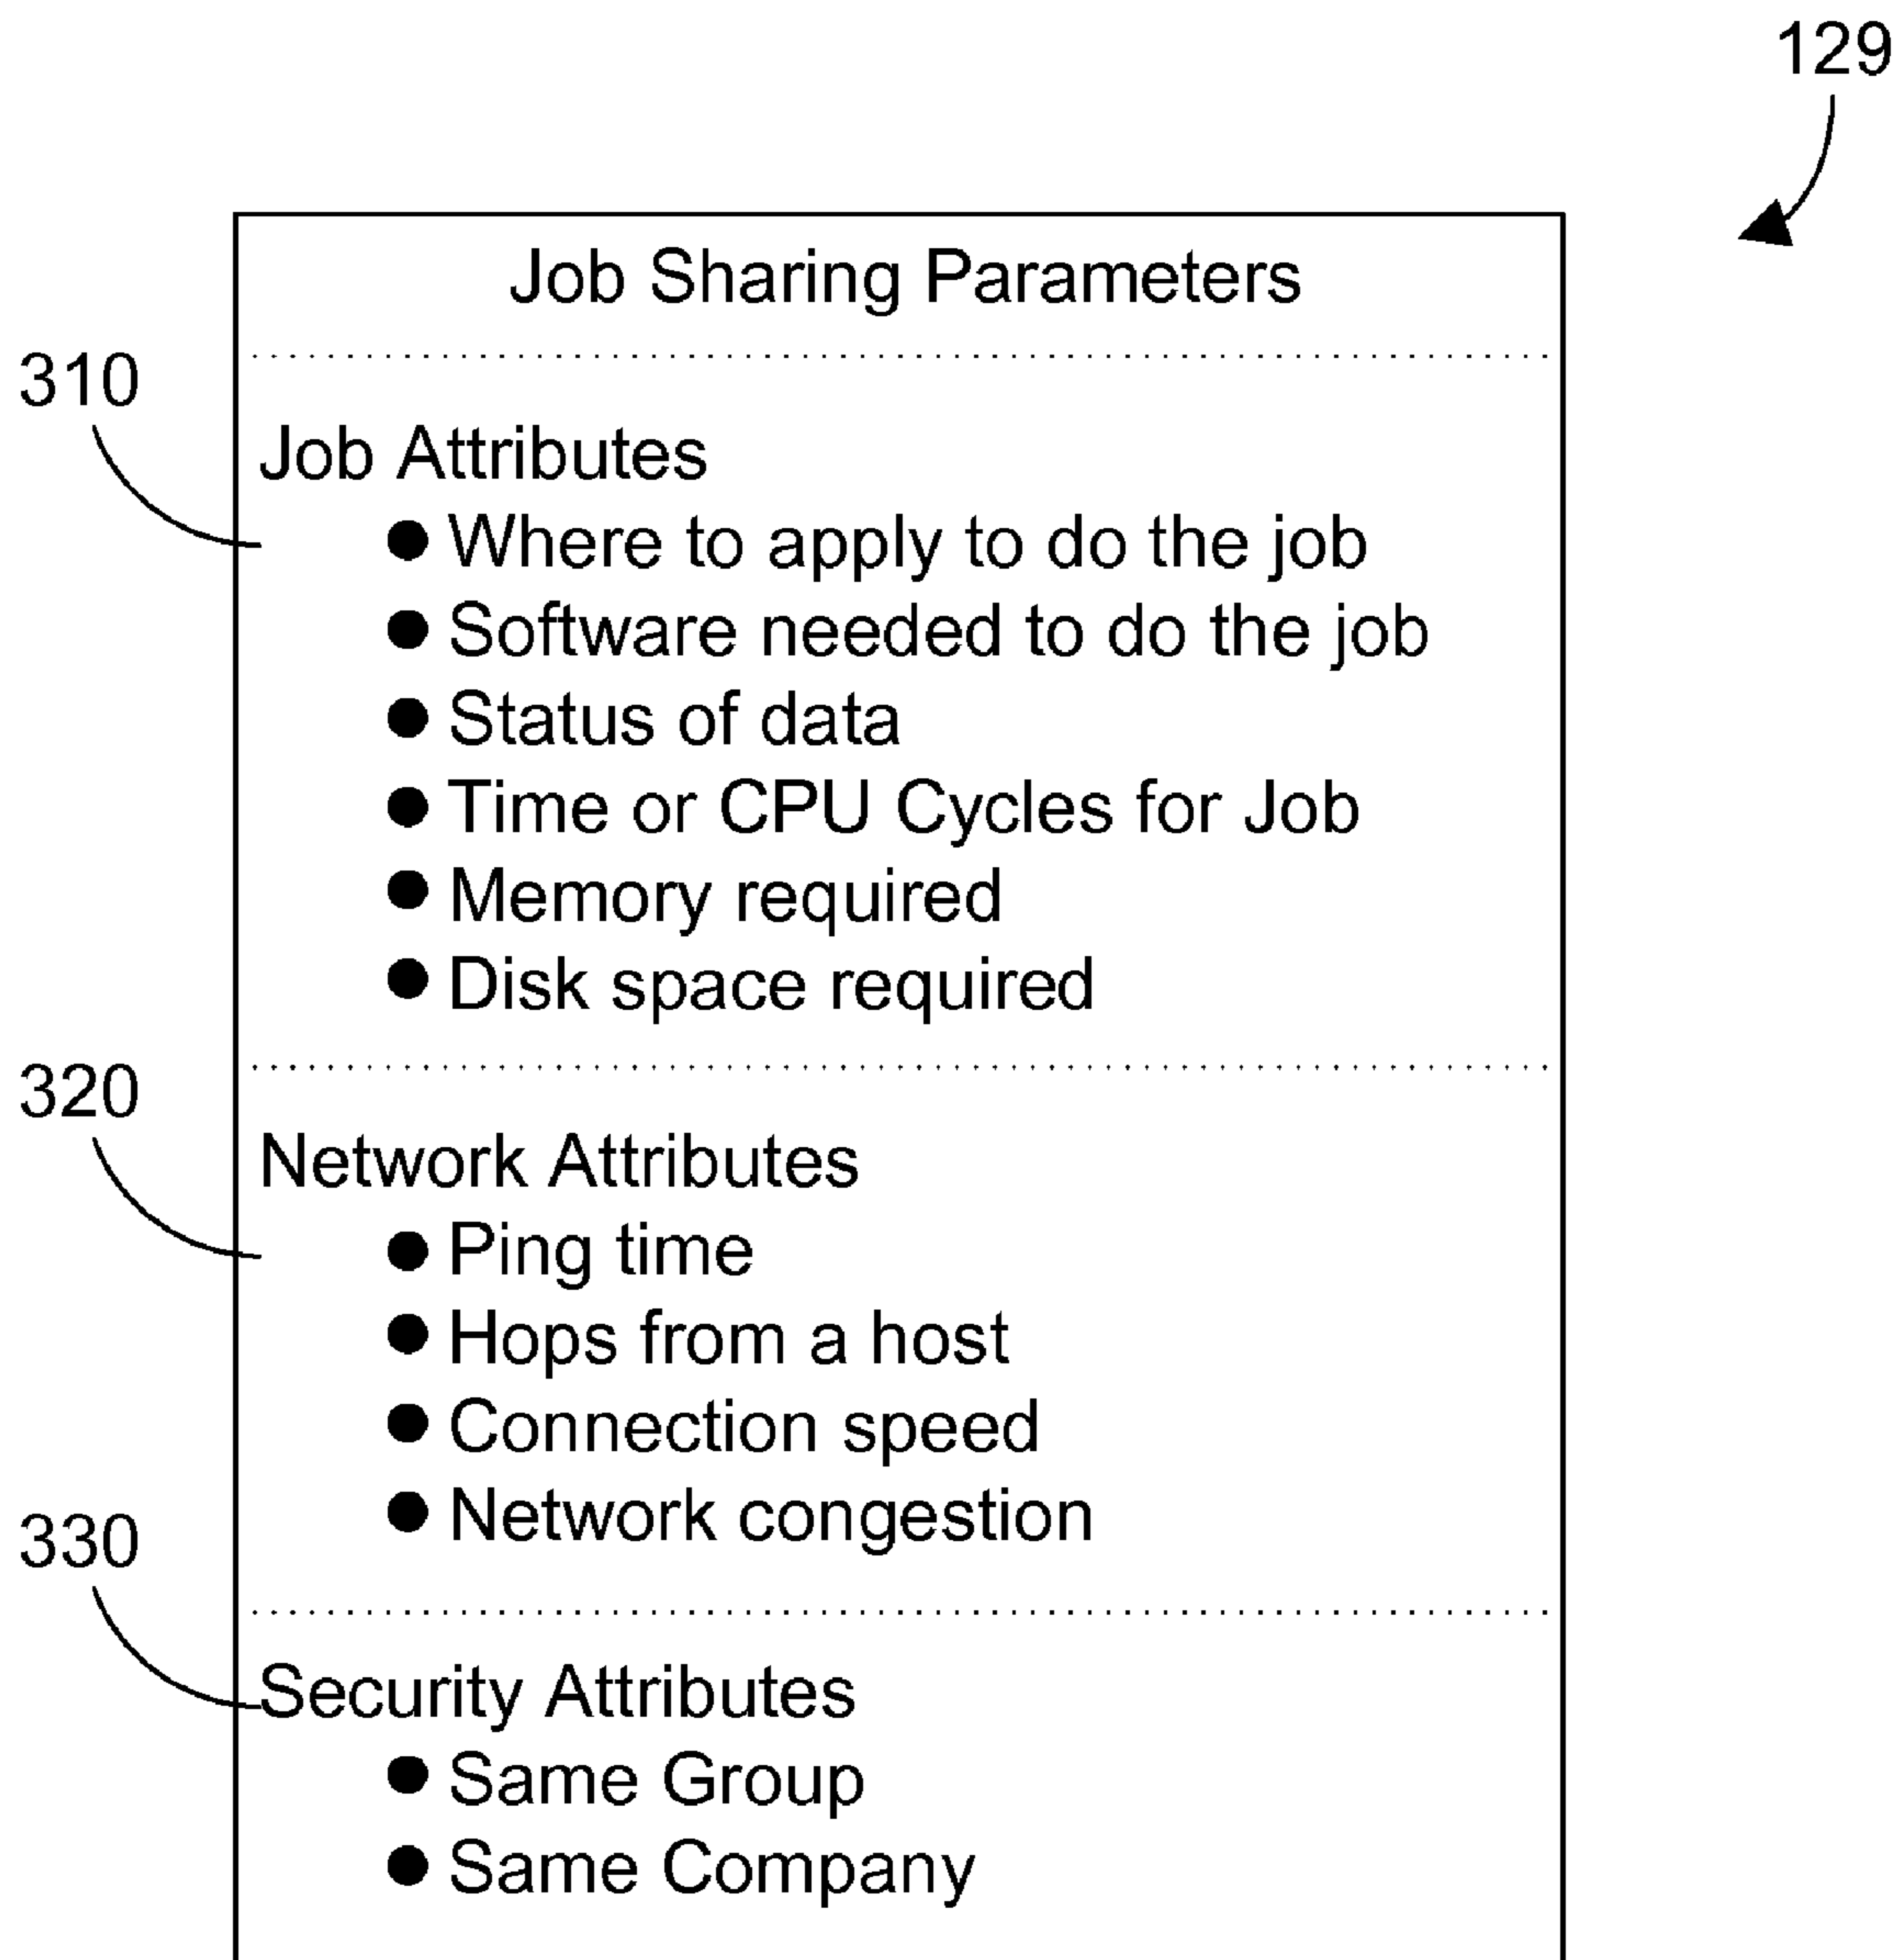 129
Job Sharing Parameters
310
Job Attributes
● Where to apply to do the job
● Software needed to do the job
● Status of data
● Time or CPU Cycles for Job
● Memory required
● Disk space required
320
Network Attributes
● Ping time
● Hops from a host
● Connection speed
● Network congestion
330
Security Attributes
● Same Group
● Same Company